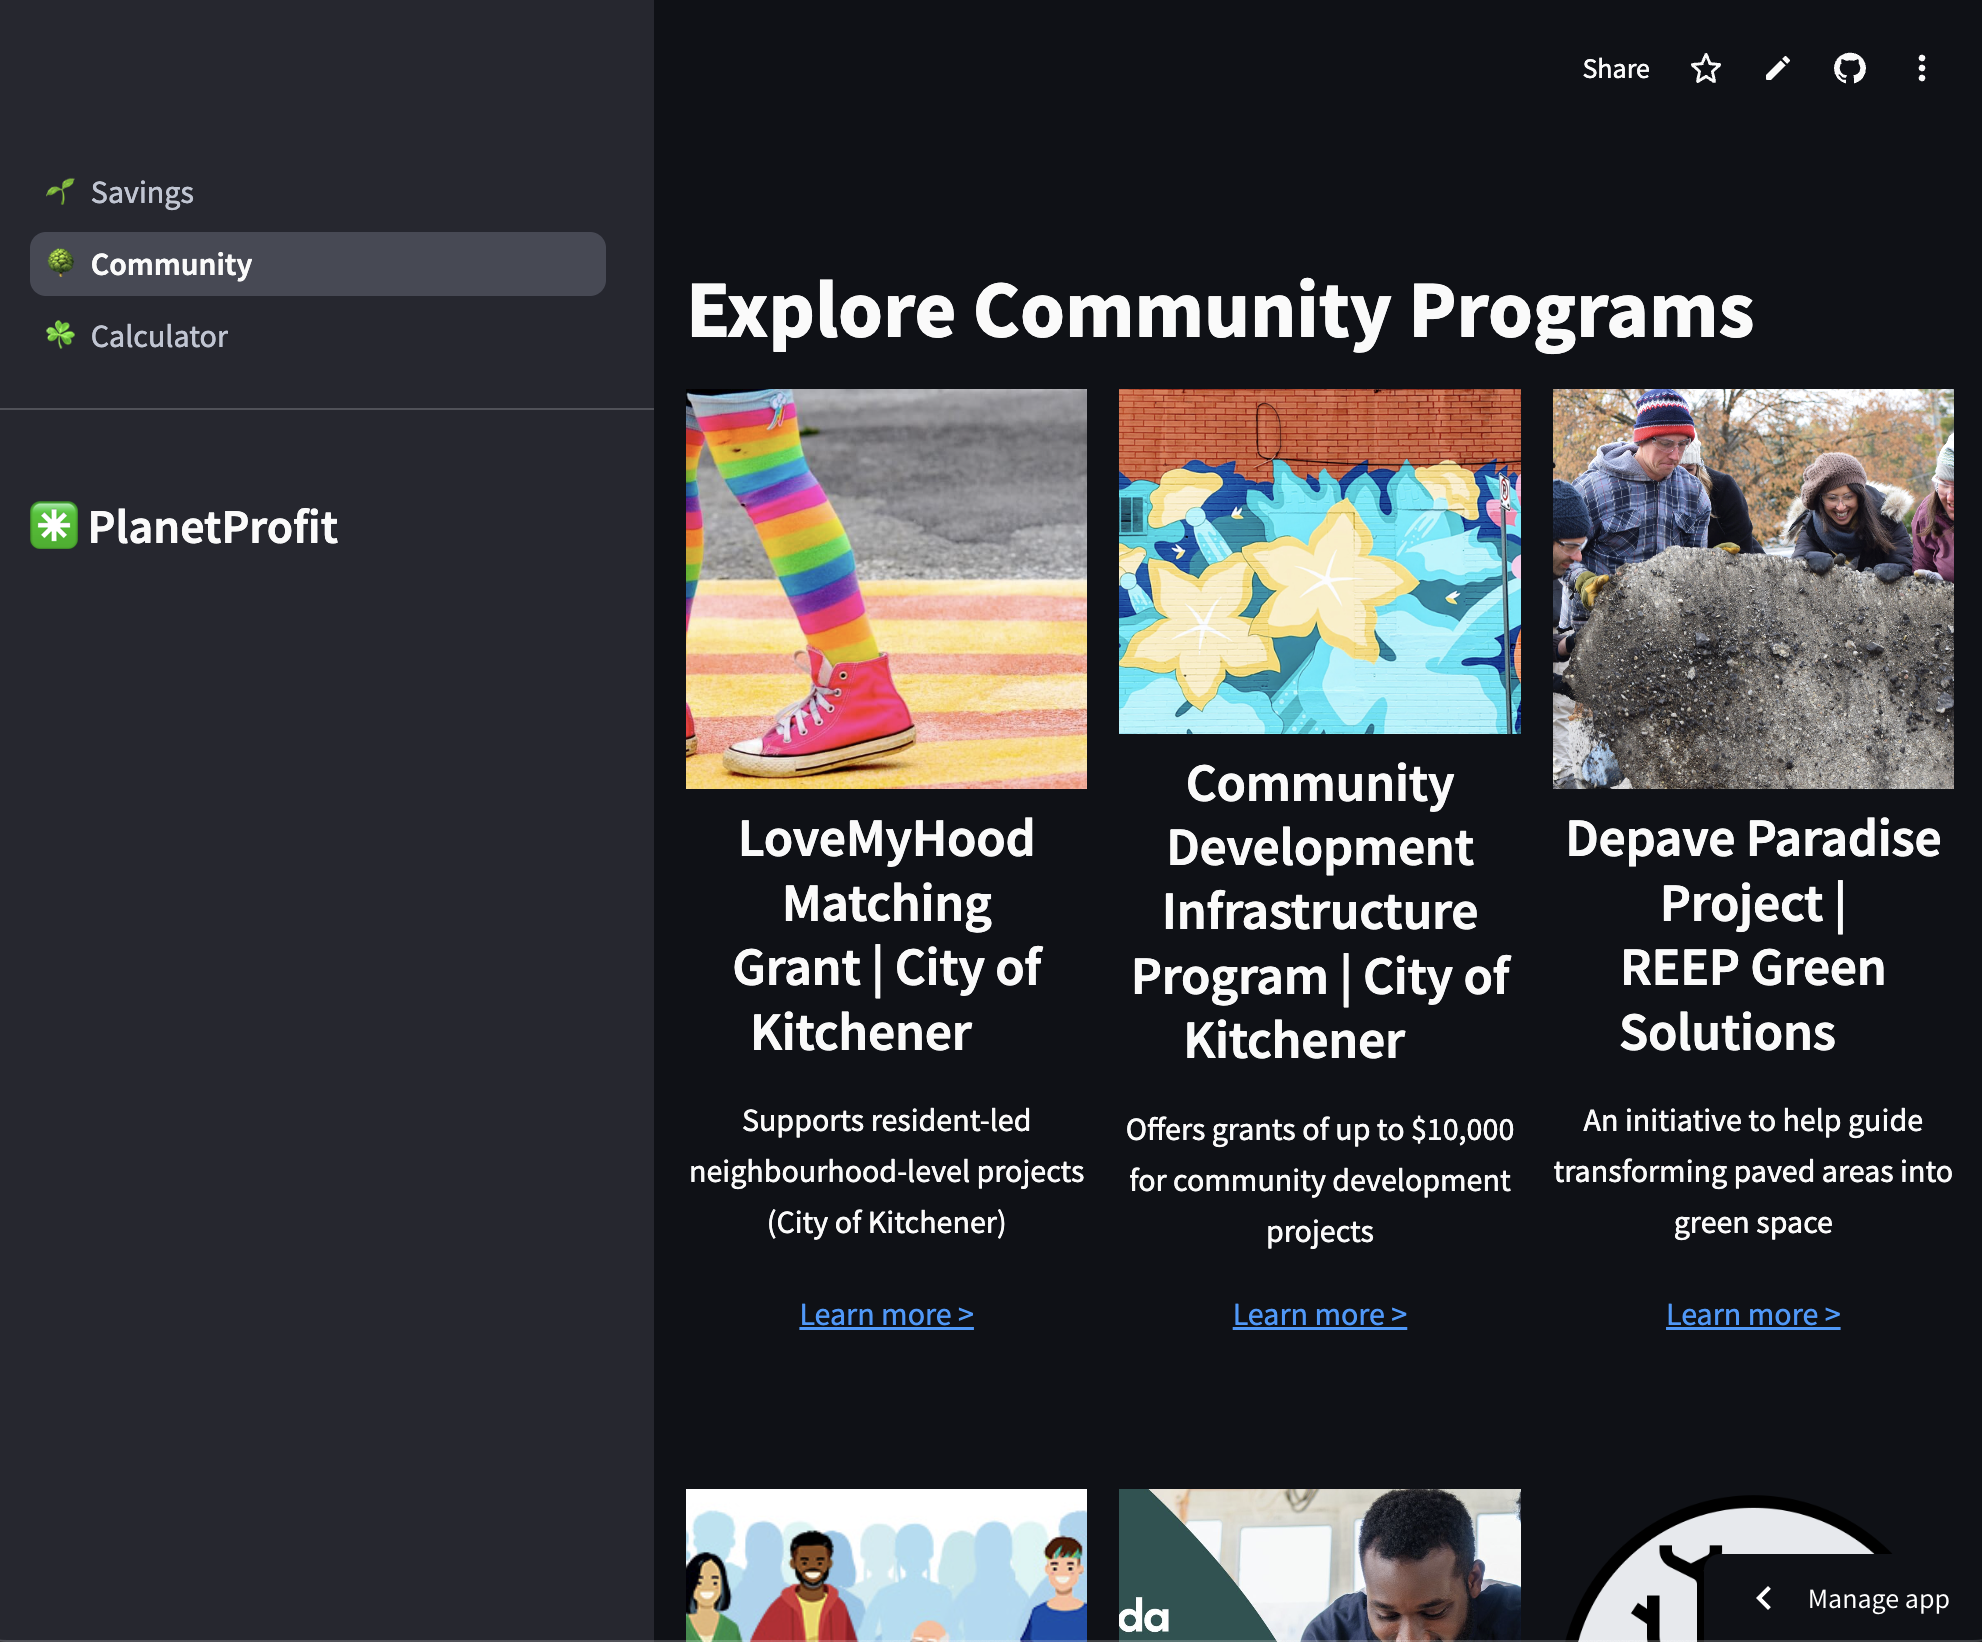 Share
Savings
Community
Calculator
PlanetProfit
Explore Community Programs
LoveMyHood
Matching
Grant | City of
Kitchener
Supports resident-led
neighbourhood-level projects
(City of Kitchener)
Learn more >
Community
Development
Infrastructure
Program | City of
Kitchener
Offers grants of up to $10,000
for community development
projects
Learn more >
Depave Paradise
Project |
REEP Green
Solutions
An initiative to help guide
transforming paved areas into
green space
Learn more >
da
Manage app